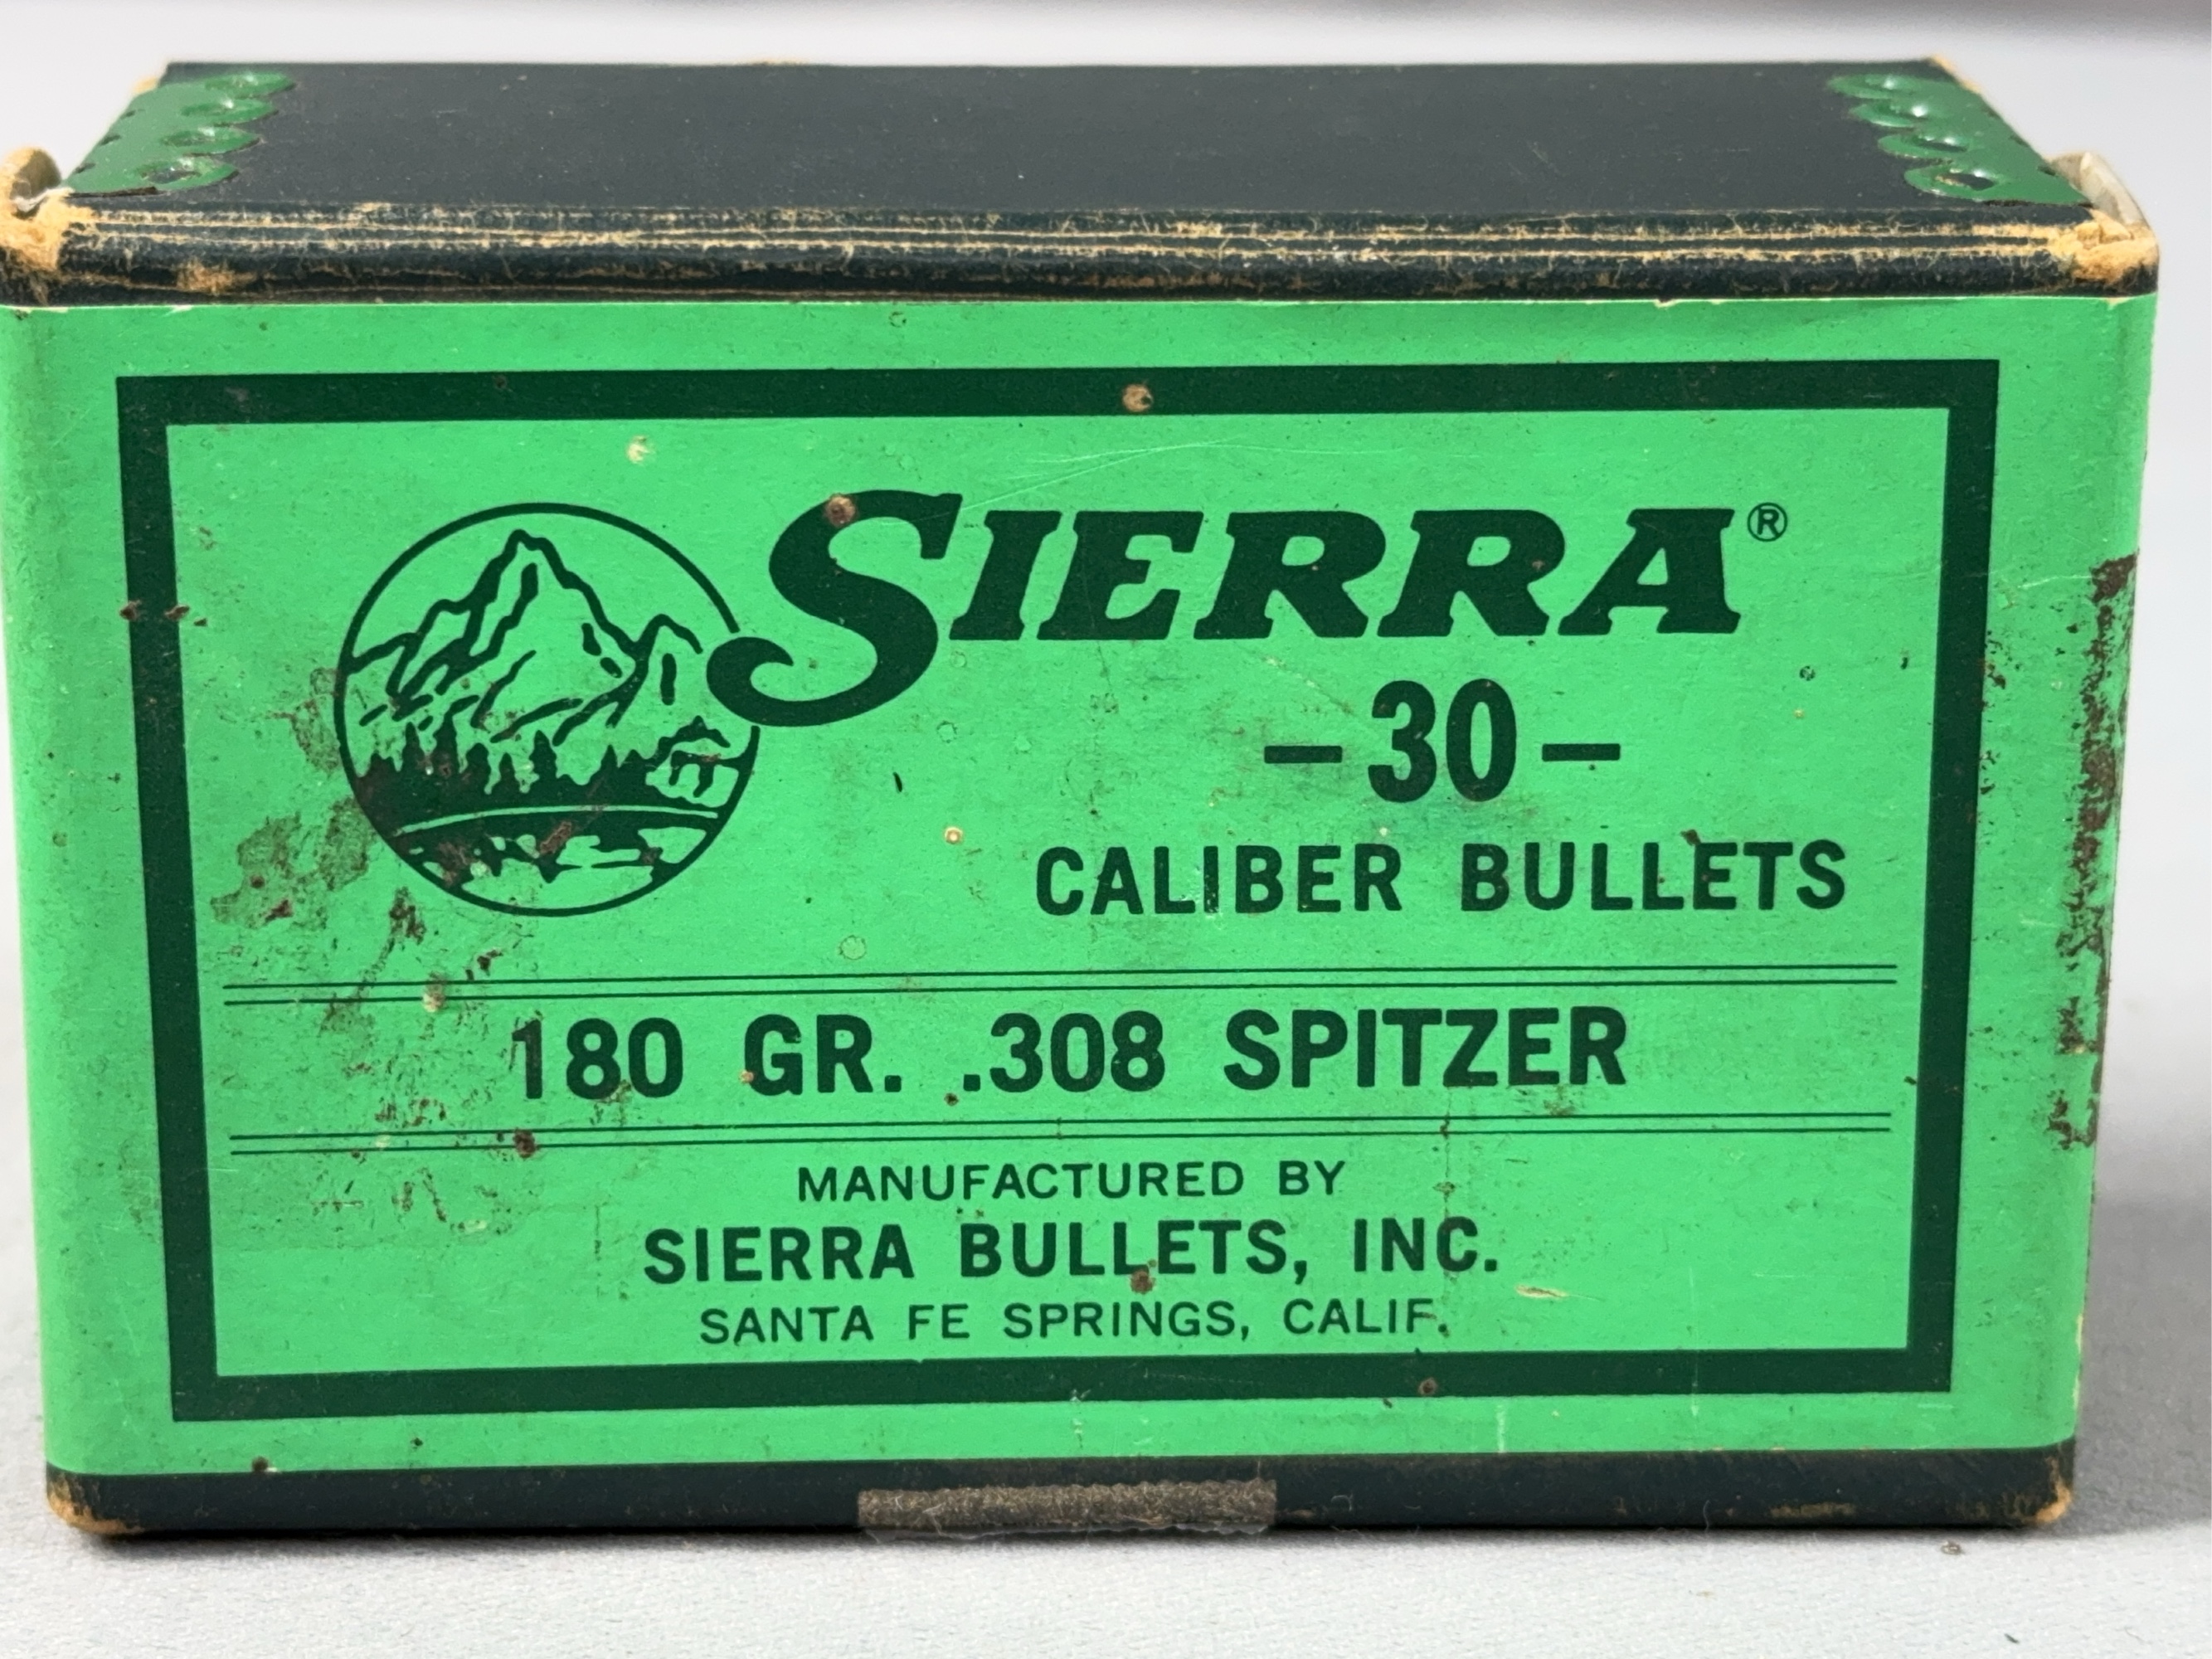 SIERRA®
-30-
CALIBER BULLETS
180 GR. .308 SPITZER
MANUFACTURED BY
SIERRA BULLETS, INC.
SANTA FE SPRINGS, CALIF.